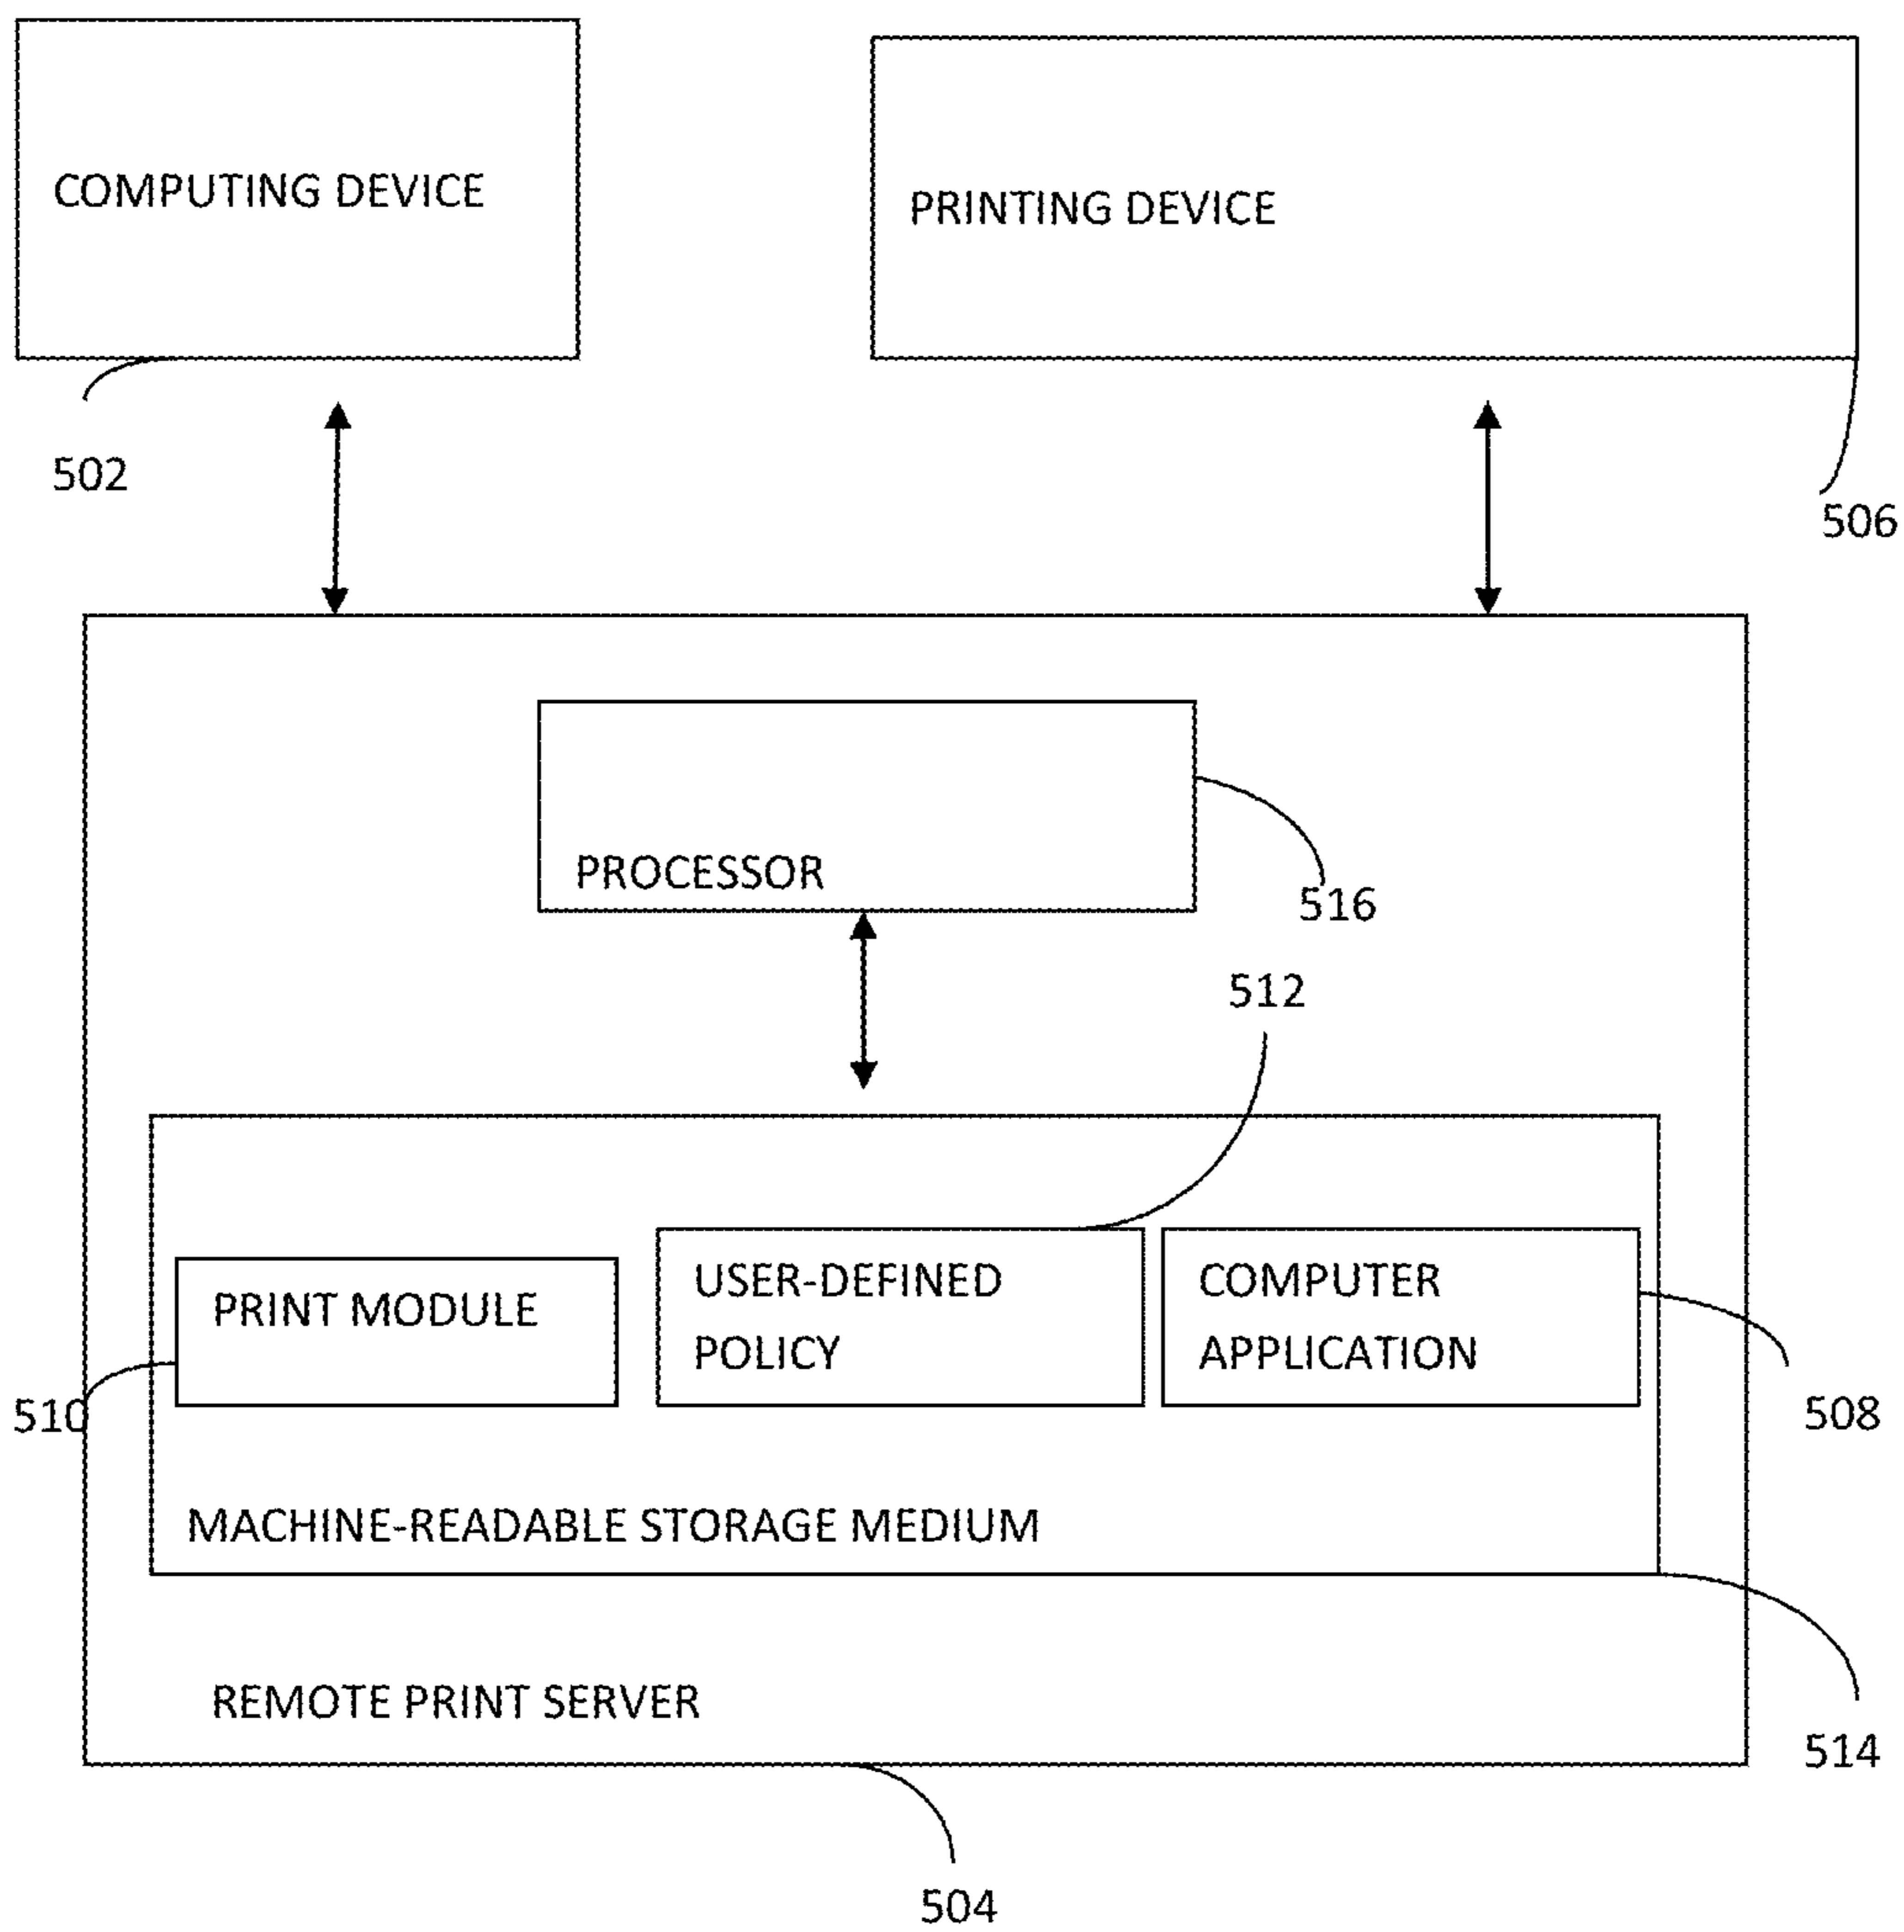 COMPUTING DEVICE
PRINTING DEVICE
502
506
PROCESSOR
516
512
PRINT MODULE
USER-DEFINED
POLICY
COMPUTER
APPLICATION
510
508
MACHINE-READABLE STORAGE MEDIUM
REMOTE PRINT SERVER
514
504